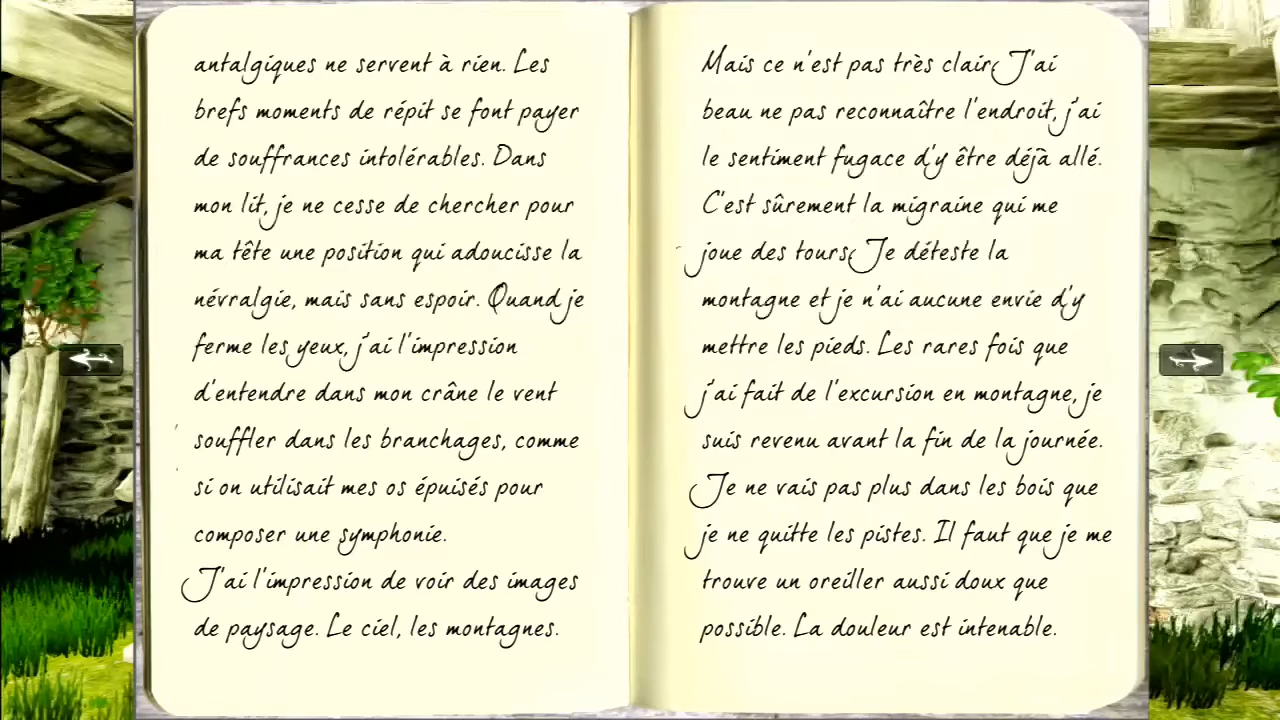 antalgiques ne servent à rien. Les
brefs moments de répit se font payer
de souffrances intolérables. Dans
mon lit, je ne cesse de chercher pour
ma tête une position qui adoucisse la
névralgie, mais sans espoir. Quand je
ferme les yeux, j'ai l'impression
d'entendre dans mon crâne le vent
souffler dans les branchages, comme
si on utilisait mes os épuisés pour
composer une symphonie.
J'ai l'impression de voir des images
de paysage. Le ciel, les montagnes.
Mais ce n'est pas très clair. J'ai
beau ne pas reconnaître l'endroit, j'ai
le sentiment fugace d'y être déjà allé.
C'est sûrement la migraine qui me
joue des tours. Je déteste la
montagne et je n'ai aucune envie d'y
mettre les pieds. Les rares fois que
j'ai fait de l'excursion en montagne, je
suis revenu avant la fin de la journée.
Je ne vais pas plus dans les bois que
je ne quitte les pistes. Il faut que je me
trouve un oreiller aussi doux que
possible. La douleur est intenable.